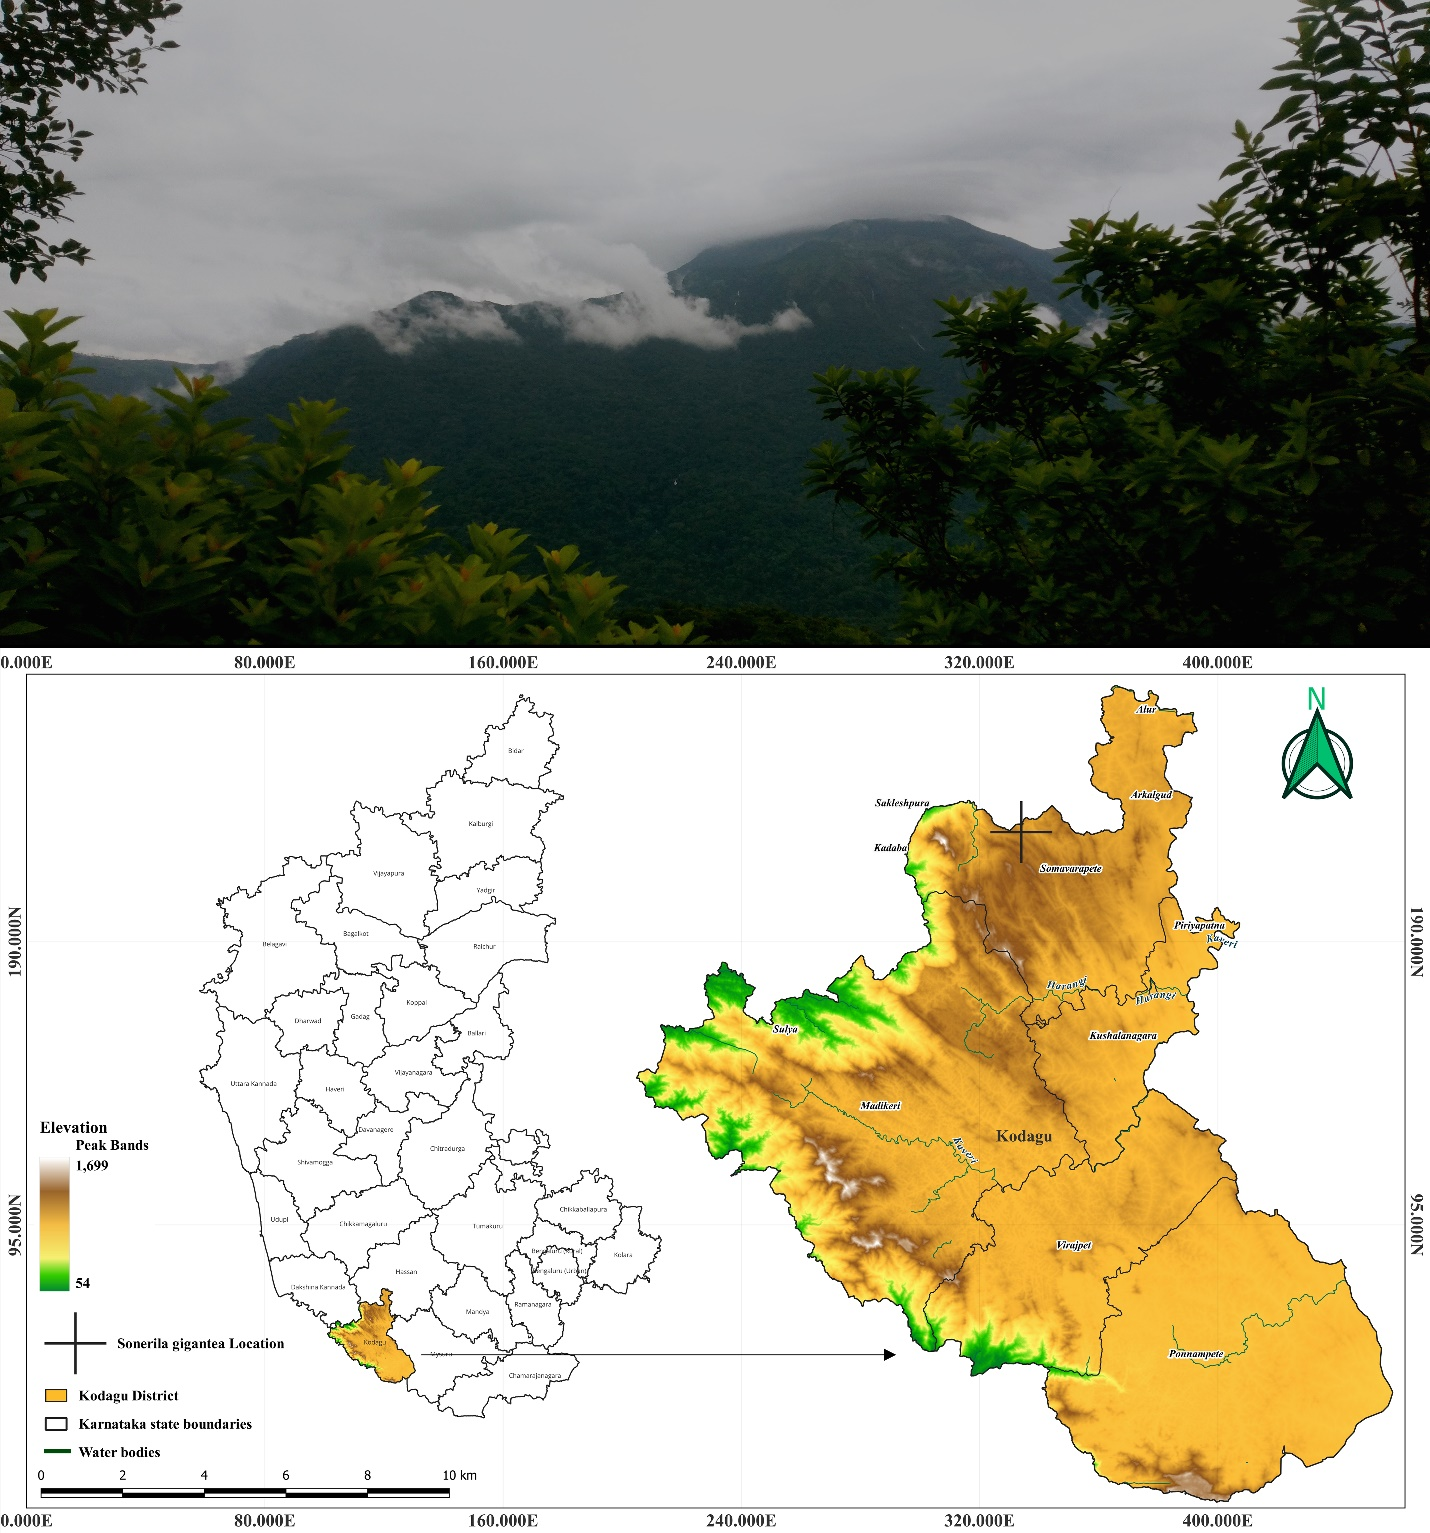 0.000E 80.000E 160.000E 240.000E 320.000E 400.000E
N
Bidar
Kalburgi
Vijayapura
Yadgir
Bagalkot
Belagavi
Raichur
Koppal
Gadag
Dharwad
Ballari
Vijayanagara
Uttara Kannada
Haveri
Davanagere
Chitradurga
Shivamogga
Udupi
Chikkamagaluru
Tumakuru
Chikkaballapura
Kolara
Bengaluru (Rural)
Bengaluru (Urban)
Hassan
Dakshina Kannada
Mandya
Ramanagara
Kodagu
Mysuru
Chamarajanagara
Alur
Arkalgud
Sakleshpura
Kadaba
Somavarapete
Piriyapatna
Kaveri
Harangi
Harangi
Kushalanagara
Sulya
Madikeri
Kodagu
Kaveri
Virajpet
Ponnampete
190.000N
95.000N
190.000N
95.000N
Elevation
Peak Bands
1,699
54
Sonerila gigantea Location
Kodagu District
Karnataka state boundaries
Water bodies
0 2 4 6 8 10 km
0.000E 80.000E 160.000E 240.000E 320.000E 400.000E